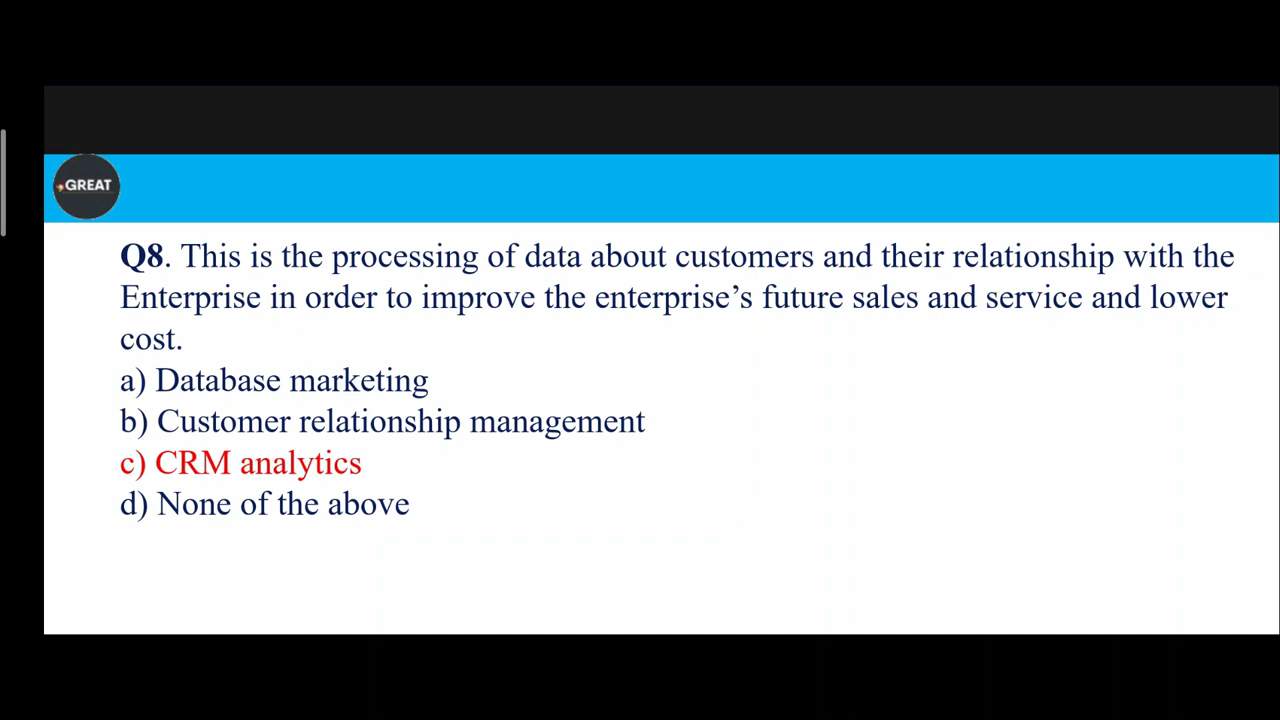 GREAT
Q8. This is the processing of data about customers and their relationship with the
Enterprise in order to improve the enterprise’s future sales and service and lower
cost.
a) Database marketing
b) Customer relationship management
c) CRM analytics
d) None of the above